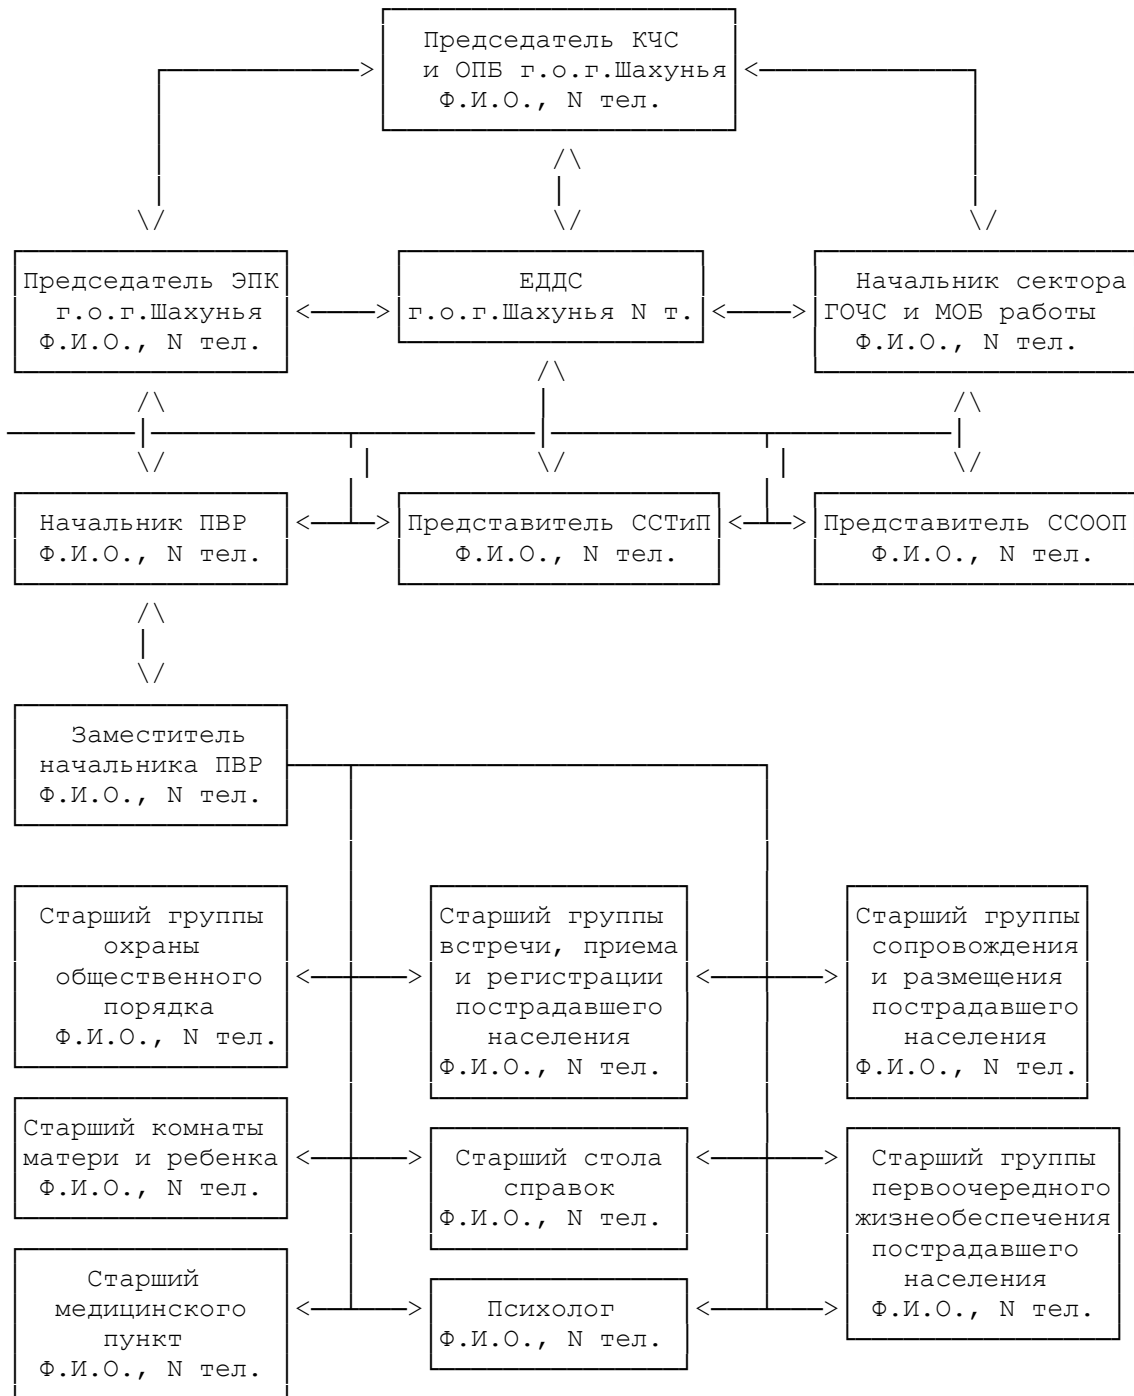 Председатель КЧС
и ОПБ г.о.г.Шахунья
Ф.И.О., N тел.
Председатель ЭПК
г.о.г.Шахунья
Ф.И.О., N тел.
ЕДДС
г.о.г.Шахунья N т.
Начальник сектора
ГОЧС и МОБ работы
Ф.И.О., N тел.
Начальник ПВР
Ф.И.О., N тел.
Представитель ССТиП
Ф.И.О., N тел.
Представитель ССООП
Ф.И.О., N тел.
Заместитель
начальника ПВР
Ф.И.О., N тел.
Старший группы
охраны
общественного
порядка
Ф.И.О., N тел.
Старший группы
встречи, приема
и регистрации
пострадавшего
населения
Ф.И.О., N тел.
Старший группы
сопровождения
и размещения
пострадавшего
населения
Ф.И.О., N тел.
Старший комнаты
матери и ребенка
Ф.И.О., N тел.
Старший стола
справок
Ф.И.О., N тел.
Старший группы
первоочередного
жизнеобеспечения
пострадавшего
населения
Ф.И.О., N тел.
Старший
медицинского
пункт
Ф.И.О., N тел.
Психолог
Ф.И.О., N тел.